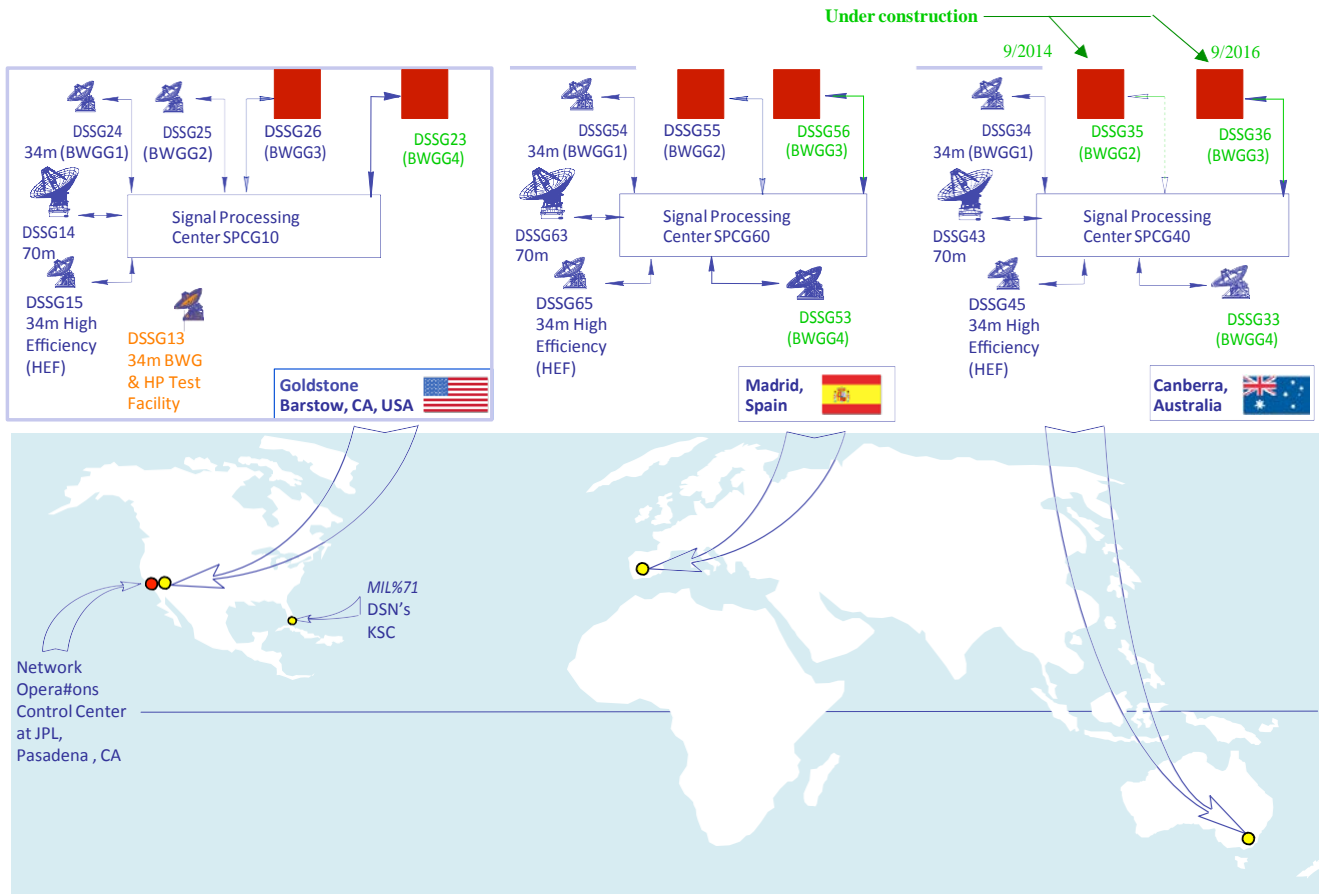 Under construction
9/2014
9/2016
DSSG24
34m (BWGG1)
DSSG25
(BWGG2)
DSSG26
(BWGG3)
DSSG23
(BWGG4)
Signal Processing
Center SPCG10
DSSG14
70m
DSSG15
34m High
Efficiency
(HEF)
DSSG13
34m BWG
& HP Test
Facility
Goldstone
Barstow, CA, USA
DSSG54
34m (BWGG1)
DSSG55
(BWGG2)
DSSG56
(BWGG3)
Signal Processing
Center SPCG60
DSSG63
70m
DSSG65
34m High
Efficiency
(HEF)
DSSG53
(BWGG4)
Madrid,
Spain
DSSG34
34m (BWGG1)
DSSG35
(BWGG2)
DSSG36
(BWGG3)
Signal Processing
Center SPCG40
DSSG43
70m
DSSG45
34m High
Efficiency
(HEF)
DSSG33
(BWGG4)
Canberra,
Australia
MIL%71
DSN's
KSC
Network
Opera#ons
Control Center
at JPL,
Pasadena , CA